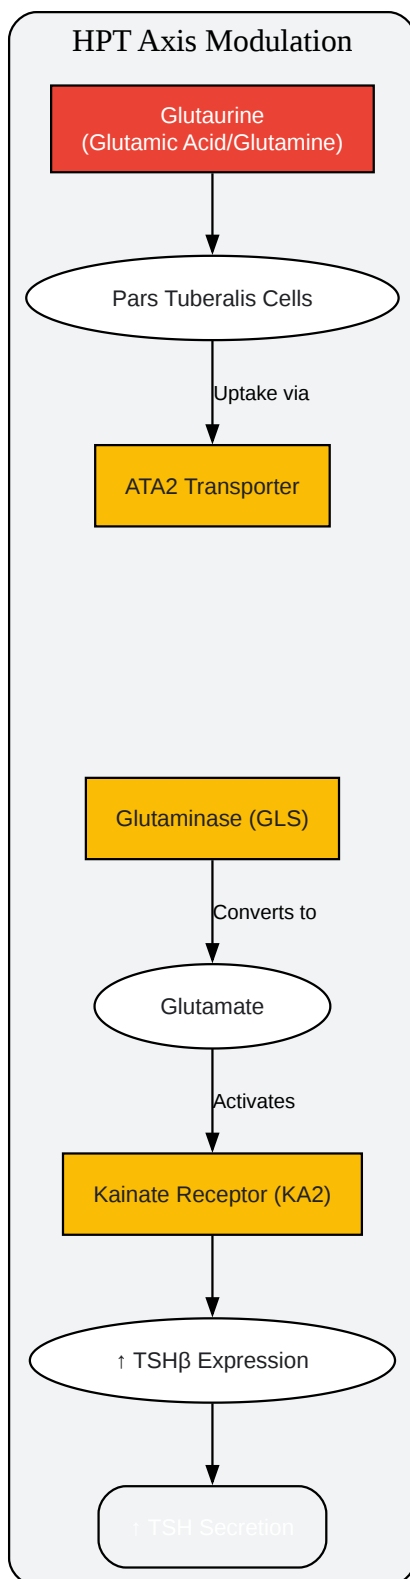 HPT Axis Modulation
Glutaurine
(Glutamic Acid/Glutamine)
Pars Tuberalis Cells
Uptake via
ATA2 Transporter
Glutaminase (GLS)
Converts to
Glutamate
Activates
Kainate Receptor (KA2)
↑ TSHβ Expression
↑ TSH Secretion